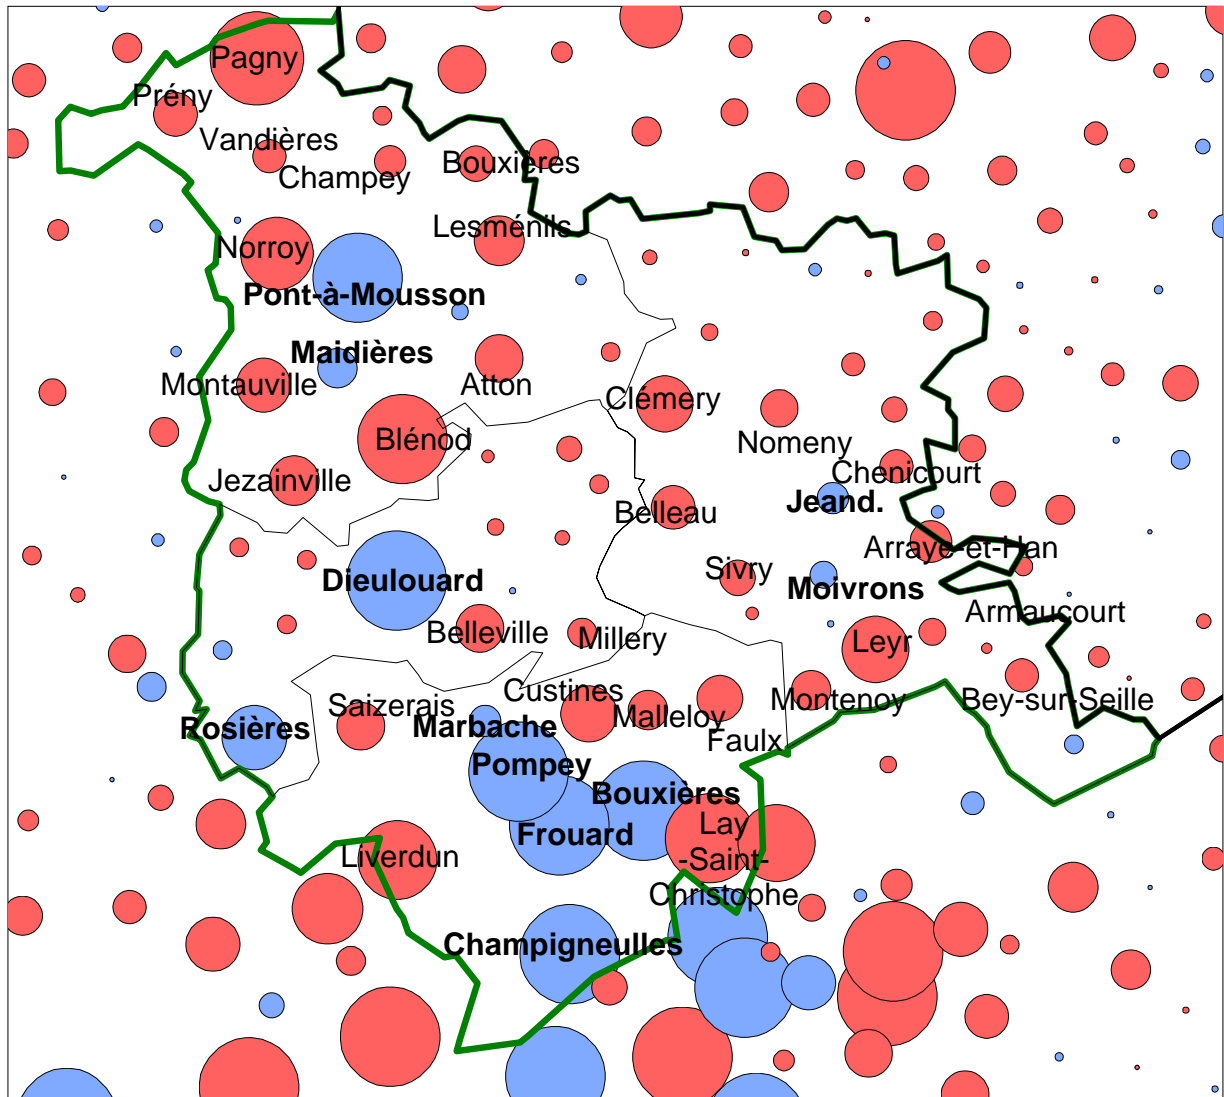 Pagny
Prény
Vandières
Champey
Bouxières
Lesménils
Norroy
Pont-à-Mousson
Maidières
Montauville
Atton
Clémery
Blénod
Nomeny
Jezainville
Chenicourt
Belleau
Jeand.
Arraye-et-Han
Dieulouard
Sivry
Moivrons
Armaucourt
Belleville
Millery
Leyr
Saizerais
Custines
Malleloy
Montenoy
Bey-sur-Seille
Rosières
Marbache
Faulx
Pompey
Bouxières
Frouard
Lay
-Saint-
Christophe
Liverdun
Champigneulles